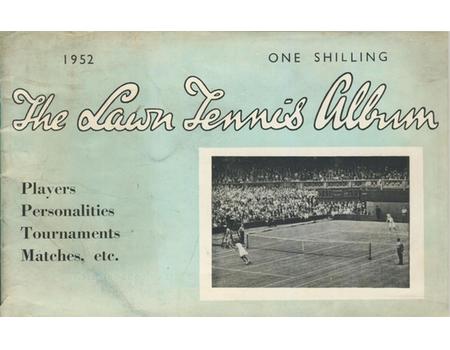 1952 ONE SHILLING
The Lawn Tennis Album
Players
Personalities
Tournaments
Matches, etc.